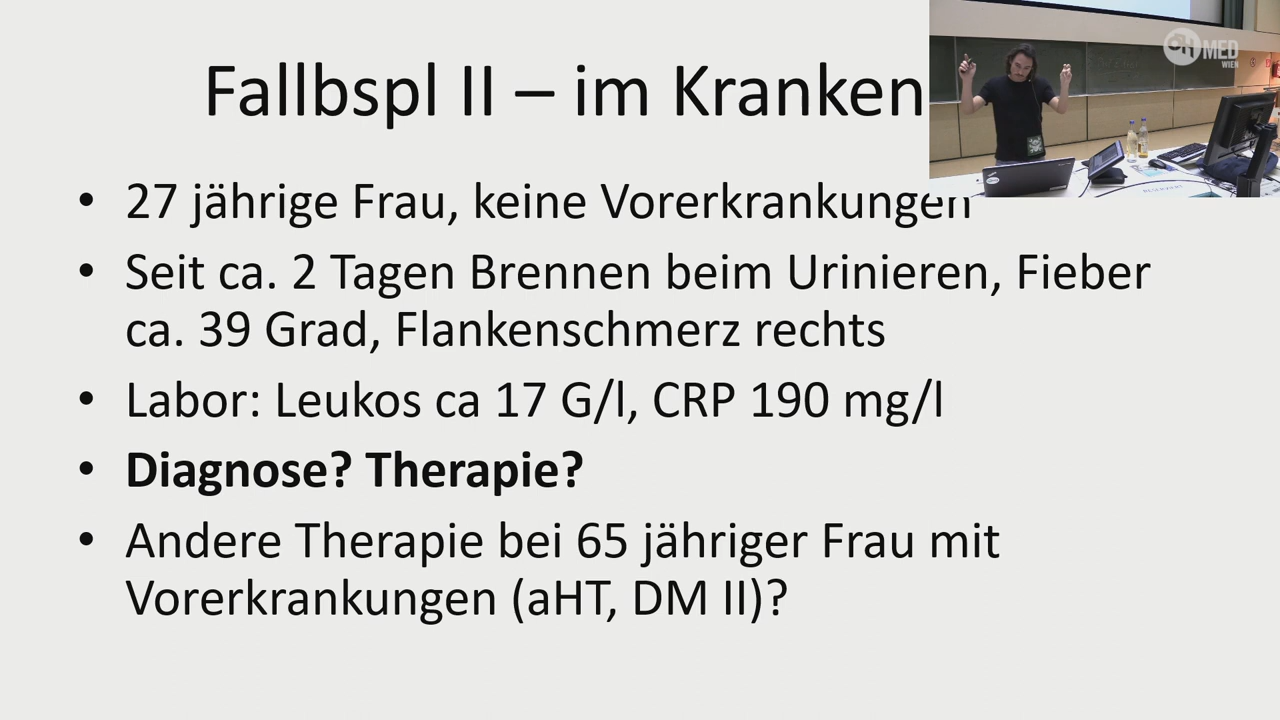 Fallbspl II – im Kranken
• 27 jährige Frau, keine Vorerkrankungen
• Seit ca. 2 Tagen Brennen beim Urinieren, Fieber
ca. 39 Grad, Flankenschmerz rechts
• Labor: Leukos ca 17 G/l, CRP 190 mg/l
• Diagnose? Therapie?
• Andere Therapie bei 65 jähriger Frau mit
Vorerkrankungen (aHT, DM II)?
MED
WIEN